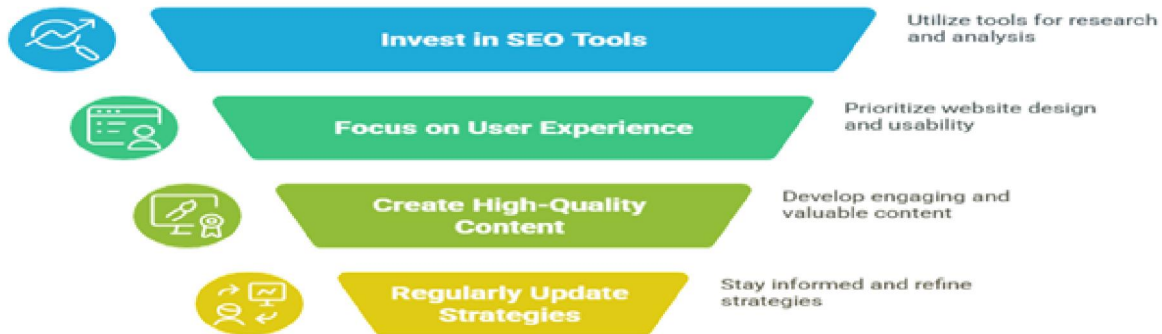 Invest in SEO Tools
Utilize tools for research
and analysis
Focus on User Experience
Prioritize website design
and usability
Create High-Quality
Content
Develop engaging and
valuable content
Regularly Update
Strategies
Stay informed and refine
strategies